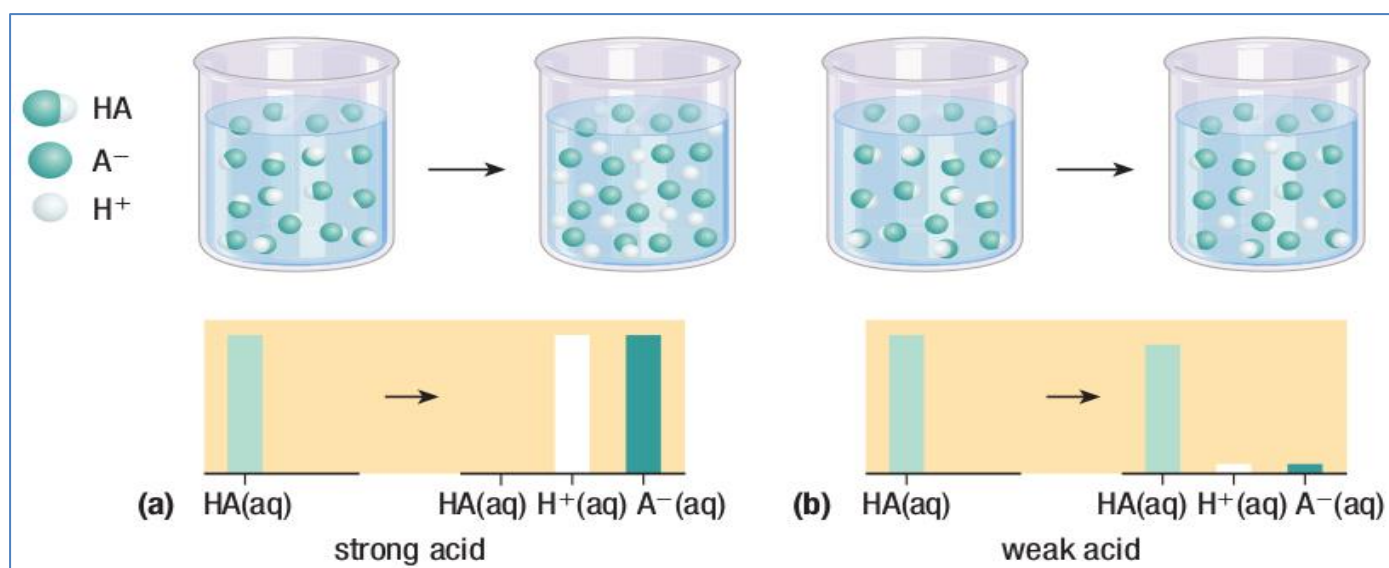 HA
A⁻
H⁺
(a) HA(aq) HA(aq) H⁺(aq) A⁻(aq)
strong acid
(b) HA(aq) HA(aq) H⁺(aq) A⁻(aq)
weak acid